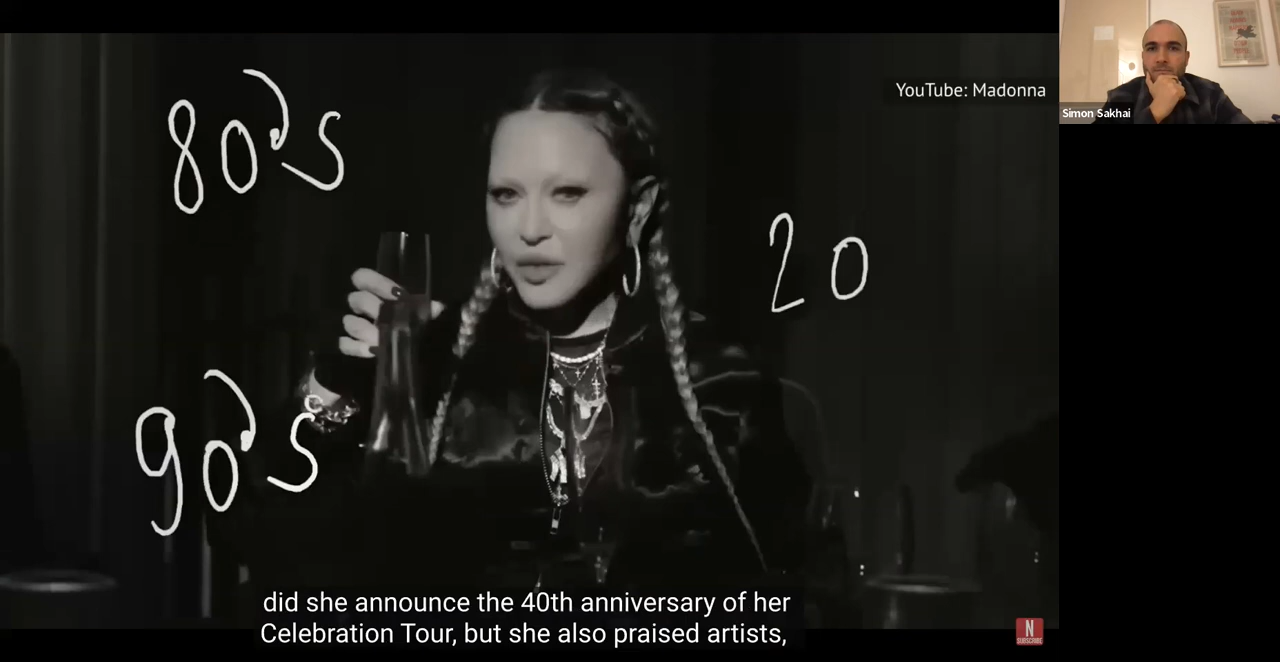 YouTube: Madonna
Simon Sakhai
80's
20
90's
did she announce the 40th anniversary of her
Celebration Tour, but she also praised artists,
N
SUBSCRIBE